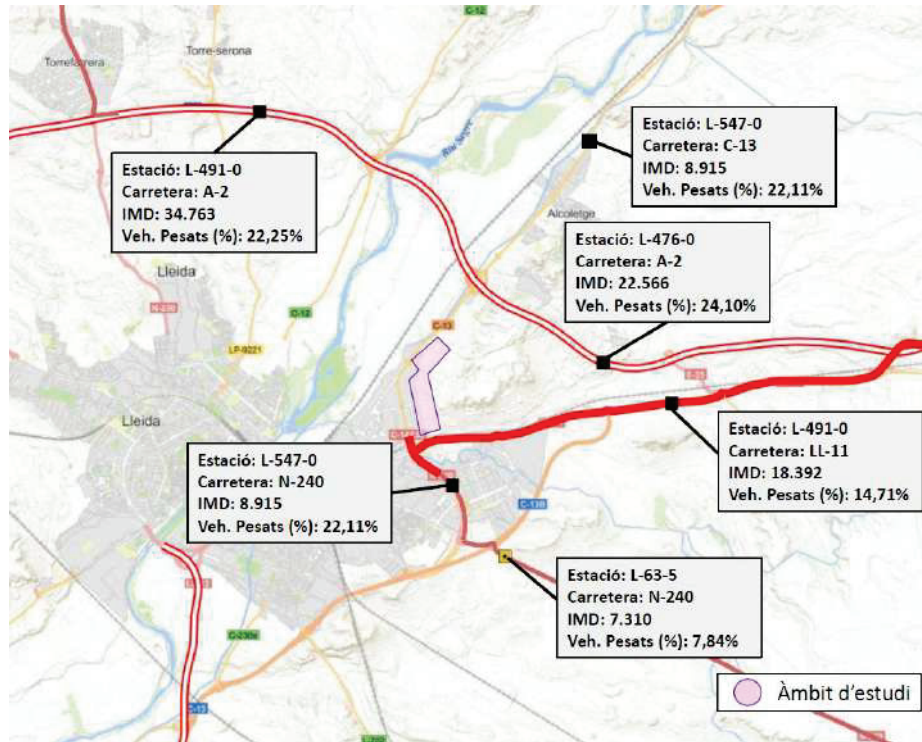 C-12
Torre-serona
Torrefarrera
Riu Segre
Estació: L-547-0
Carretera: C-13
IMD: 8.915
Veh. Pesats (%): 22,11%
Estació: L-491-0
Carretera: A-2
IMD: 34.763
Veh. Pesats (%): 22,25%
Alcoletge
Estació: L-476-0
Carretera: A-2
IMD: 22.566
Veh. Pesats (%): 24,10%
Lleida
C-12
C-13
LP-9221
Lleida
Estació: L-491-0
Carretera: LL-11
IMD: 18.392
Veh. Pesats (%): 14,71%
Estació: L-547-0
Carretera: N-240
IMD: 8.915
Veh. Pesats (%): 22,11%
C-13B
Estació: L-63-5
Carretera: N-240
IMD: 7.310
Veh. Pesats (%): 7,84%
Àmbit d'estudi
C-13